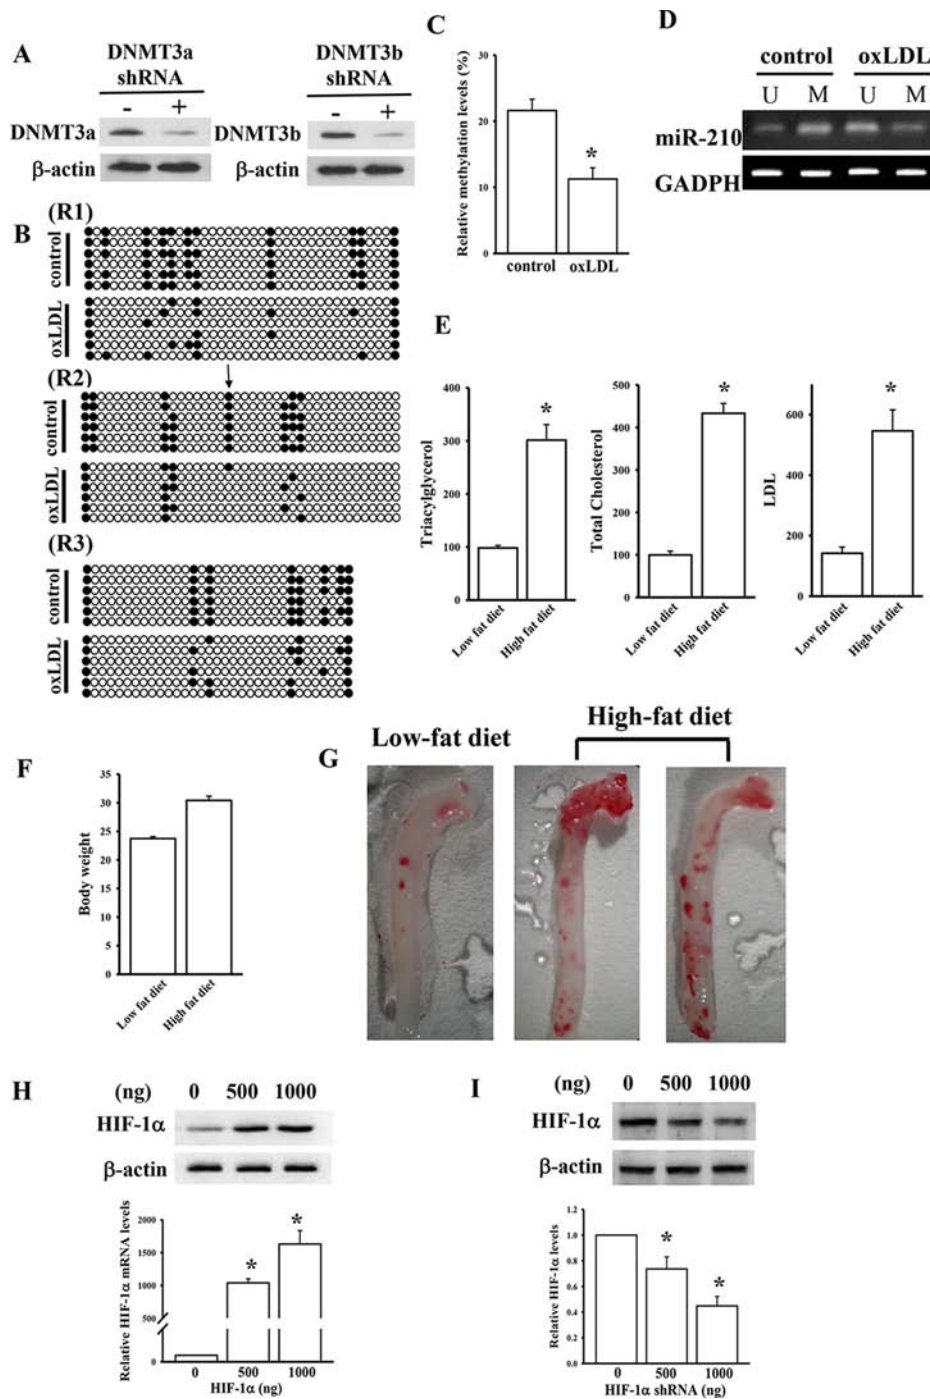 A
DNMT3a
shRNA
- +
DNMT3a
β-actin
DNMT3b
shRNA
- +
DNMT3b
β-actin
B
(R1)
control
oxLDL
(R2)
control
oxLDL
(R3)
control
oxLDL
C
Relative methylation levels (%)
30
20
10
0
control oxLDL
*
D
control oxLDL
U M U M
miR-210
GADPH
E
Triacylglycerol
400
300
200
100
0
*
Low fat diet
High fat diet
Total Cholesterol
500
400
300
200
100
0
*
Low fat diet
High fat diet
LDL
600
400
200
0
*
Low fat diet
High fat diet
F
Body weight
35
30
25
20
15
10
5
0
Low fat diet
High fat diet
G
Low-fat diet
High-fat diet
H
(ng) 0 500 1000
HIF-1α
β-actin
Relative HIF-1α mRNA levels
2000
1500
1000
500
0
* *
0 500 1000
HIF-1α (ng)
I
(ng) 0 500 1000
HIF-1α
β-actin
Relative HIF-1α levels
1.2
1.0
0.8
0.6
0.4
0.2
0.0
* *
0 500 1000
HIF-1α shRNA (ng)